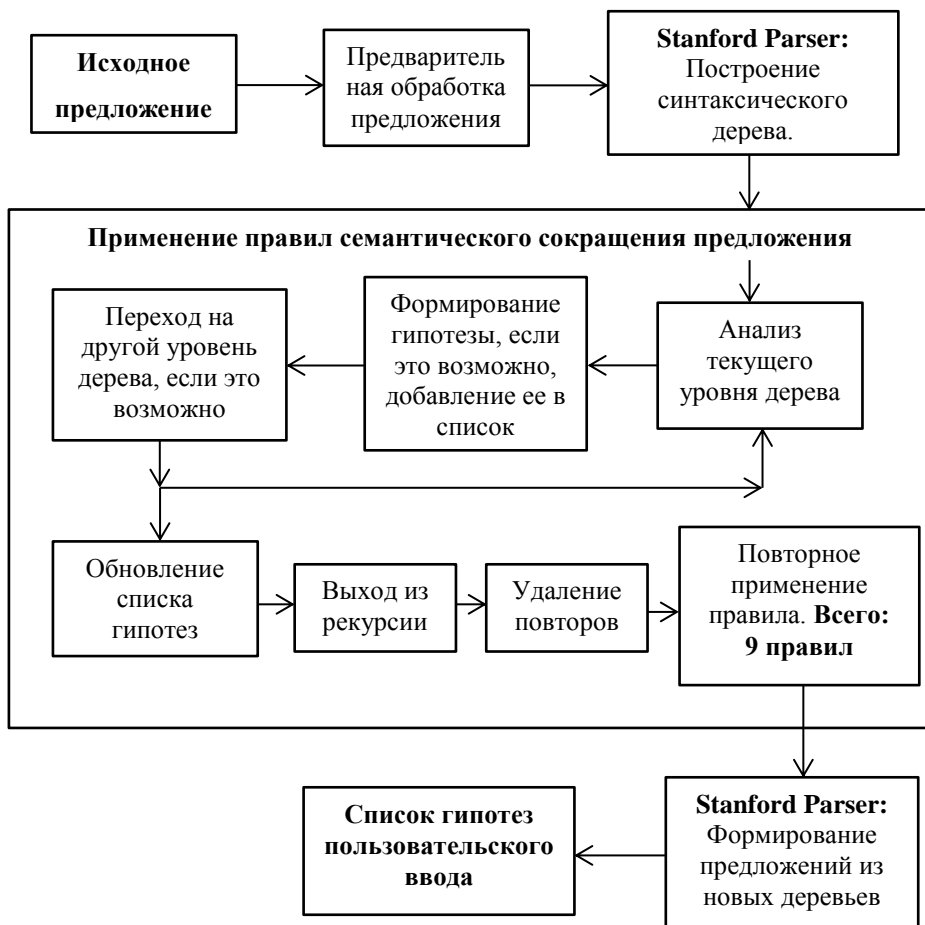 Исходное
предложение
Предваритель
ная обработка
предложения
Stanford Parser:
Построение
синтаксического
дерева.
Применение правил семантического сокращения предложения
Переход на
другой уровень
дерева, если это
возможно
Формирование
гипотезы, если
это возможно,
добавление ее в
список
Анализ
текущего
уровня дерева
Обновление
списка
гипотез
Выход из
рекурсии
Удаление
повторов
Повторное
применение
правила. Всего:
9 правил
Список гипотез
пользовательского
ввода
Stanford Parser:
Формирование
предложений из
новых деревьев